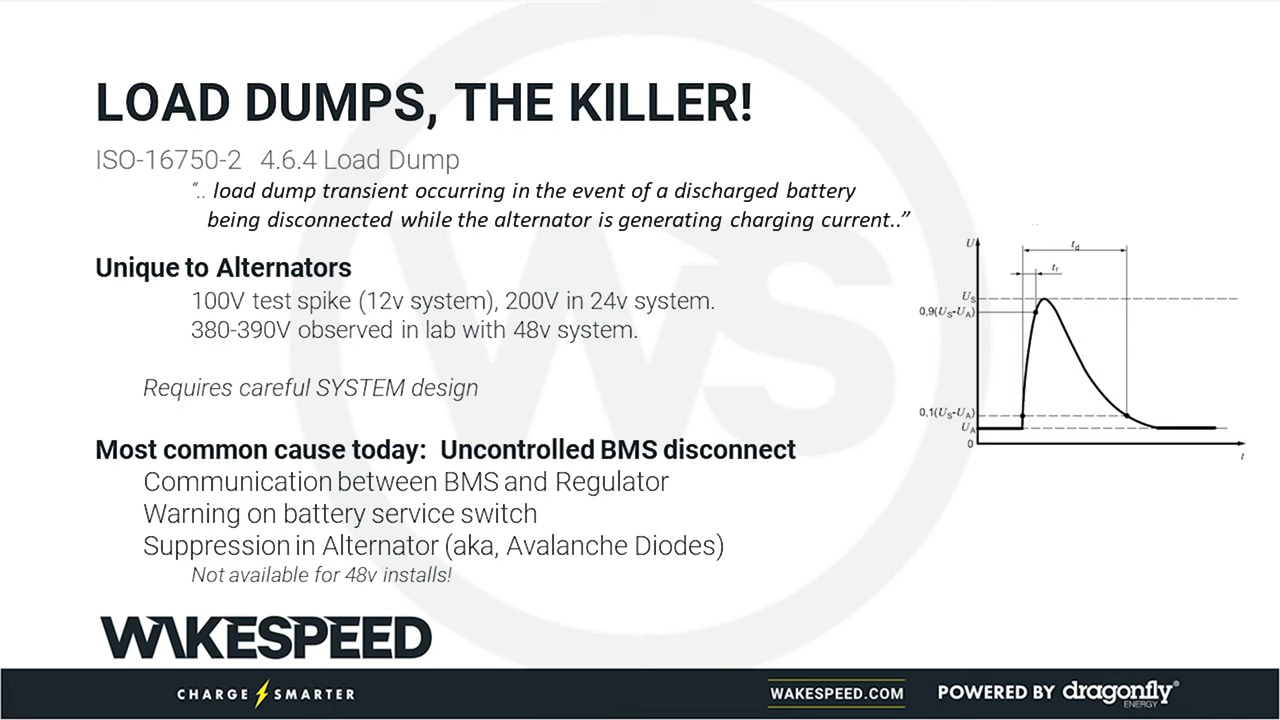 LOAD DUMPS, THE KILLER!
ISO-16750-2 4.6.4 Load Dump
“.. load dump transient occurring in the event of a discharged battery
being disconnected while the alternator is generating charging current..”
Unique to Alternators
100V test spike (12v system), 200V in 24v system.
380-390V observed in lab with 48v system.
Requires careful SYSTEM design
Most common cause today: Uncontrolled BMS disconnect
Communication between BMS and Regulator
Warning on battery service switch
Suppression in Alternator (aka, Avalanche Diodes)
Not available for 48v installs!
U
td
tr
US
0,9(US-UA)
0,1(US-UA)
UA
0
t
WS
WAKESPEED
CHARGE SMARTER
WAKESPEED.COM
POWERED BY dragonfly®
ENERGY